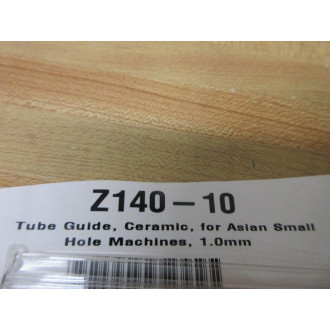 Z140-10
Tube Guide, Ceramic, for Asian Small
Hole Machines, 1.0mm